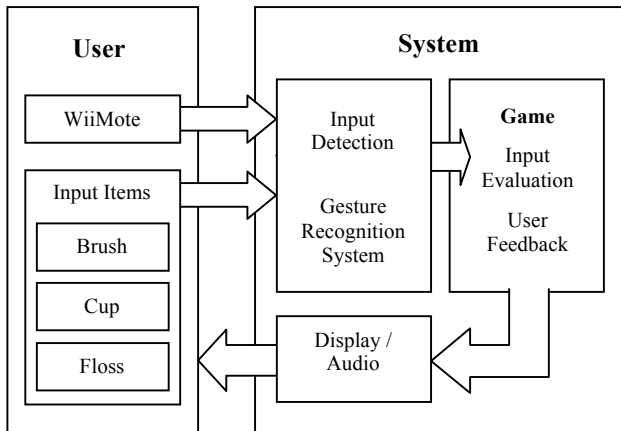 User
WiiMote
Input Items
Brush
Cup
Floss
System
Input
Detection
Gesture
Recognition
System
Game
Input
Evaluation
User
Feedback
Display /
Audio